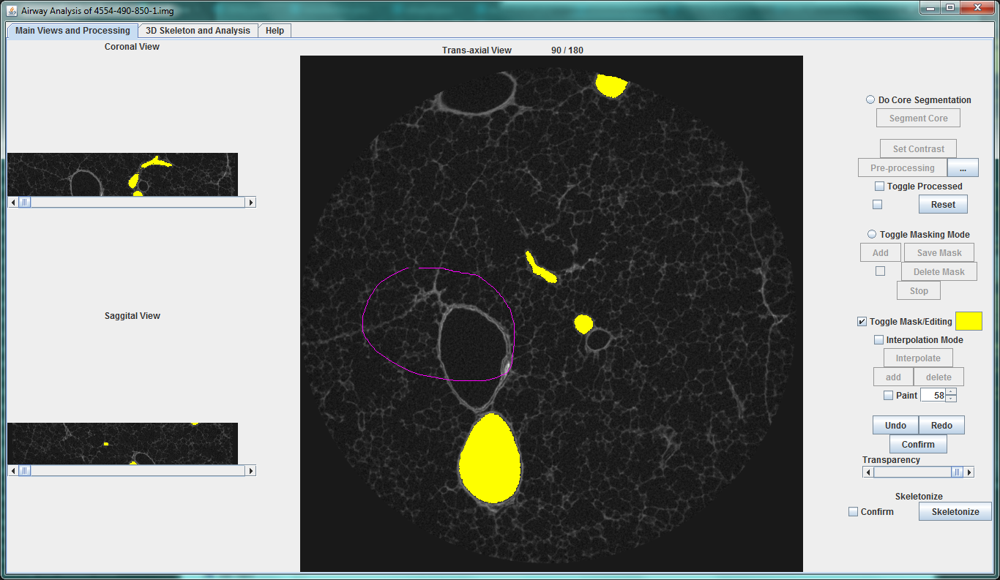 Airway Analysis of 4554-490-850-1.img
Main Views and Processing 3D Skeleton and Analysis Help
Coronal View
Trans-axial View 90 / 180
Do Core Segmentation
Segment Core
Set Contrast
Pre-processing ...
Toggle Processed
Reset
Toggle Masking Mode
Add Save Mask
Delete Mask
Stop
Saggital View
Toggle Mask/Editing
Interpolation Mode
Interpolate
add delete
Paint 58
Undo Redo
Confirm
Transparency
Skeletonize
Confirm Skeletonize